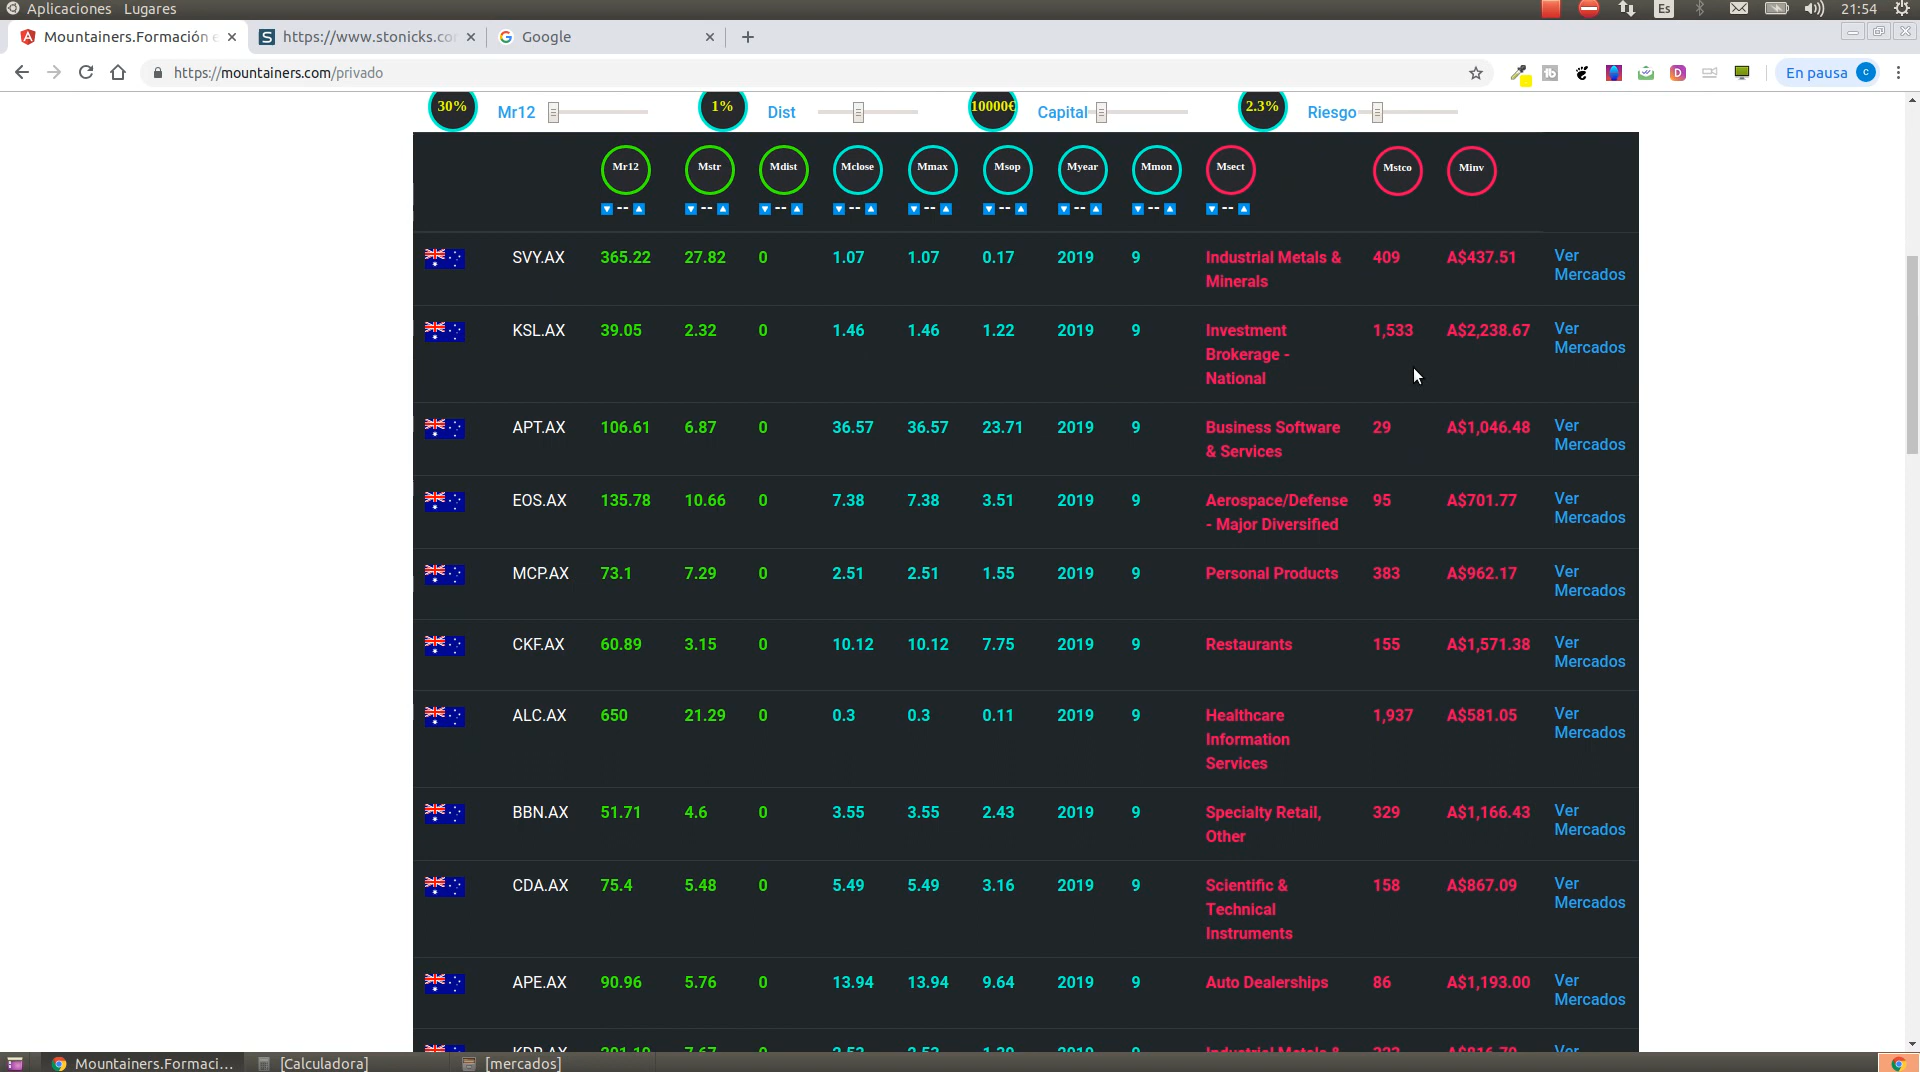 Aplicaciones Lugares Es 21:54
Mountainers.Formación e https://www.stonicks.co Google
https://mountainers.com/privado En pausa c
30% Mr12 1% Dist 10000€ Capital 2.3% Riesgo
Mr12 Mstr Mdist Mclose Mmax Msop Myear Mmon Msect Mstco Minv
-- -- -- -- -- -- -- -- --
SVY.AX 365.22 27.82 0 1.07 1.07 0.17 2019 9 Industrial Metals & 409 A$437.51 Ver
Minerals Mercados
KSL.AX 39.05 2.32 0 1.46 1.46 1.22 2019 9 Investment 1,533 A$2,238.67 Ver
Brokerage - Mercados
National
APT.AX 106.61 6.87 0 36.57 36.57 23.71 2019 9 Business Software 29 A$1,046.48 Ver
& Services Mercados
EOS.AX 135.78 10.66 0 7.38 7.38 3.51 2019 9 Aerospace/Defense 95 A$701.77 Ver
- Major Diversified Mercados
MCP.AX 73.1 7.29 0 2.51 2.51 1.55 2019 9 Personal Products 383 A$962.17 Ver
Mercados
CKF.AX 60.89 3.15 0 10.12 10.12 7.75 2019 9 Restaurants 155 A$1,571.38 Ver
Mercados
ALC.AX 650 21.29 0 0.3 0.3 0.11 2019 9 Healthcare 1,937 A$581.05 Ver
Information Mercados
Services
BBN.AX 51.71 4.6 0 3.55 3.55 2.43 2019 9 Specialty Retail, 329 A$1,166.43 Ver
Other Mercados
CDA.AX 75.4 5.48 0 5.49 5.49 3.16 2019 9 Scientific & 158 A$867.09 Ver
Technical Mercados
Instruments
APE.AX 90.96 5.76 0 13.94 13.94 9.64 2019 9 Auto Dealerships 86 A$1,193.00 Ver
Mercados
2019 9 Industrial Metals & Ver
Mountainers.Formaci... [Calculadora] [mercados]